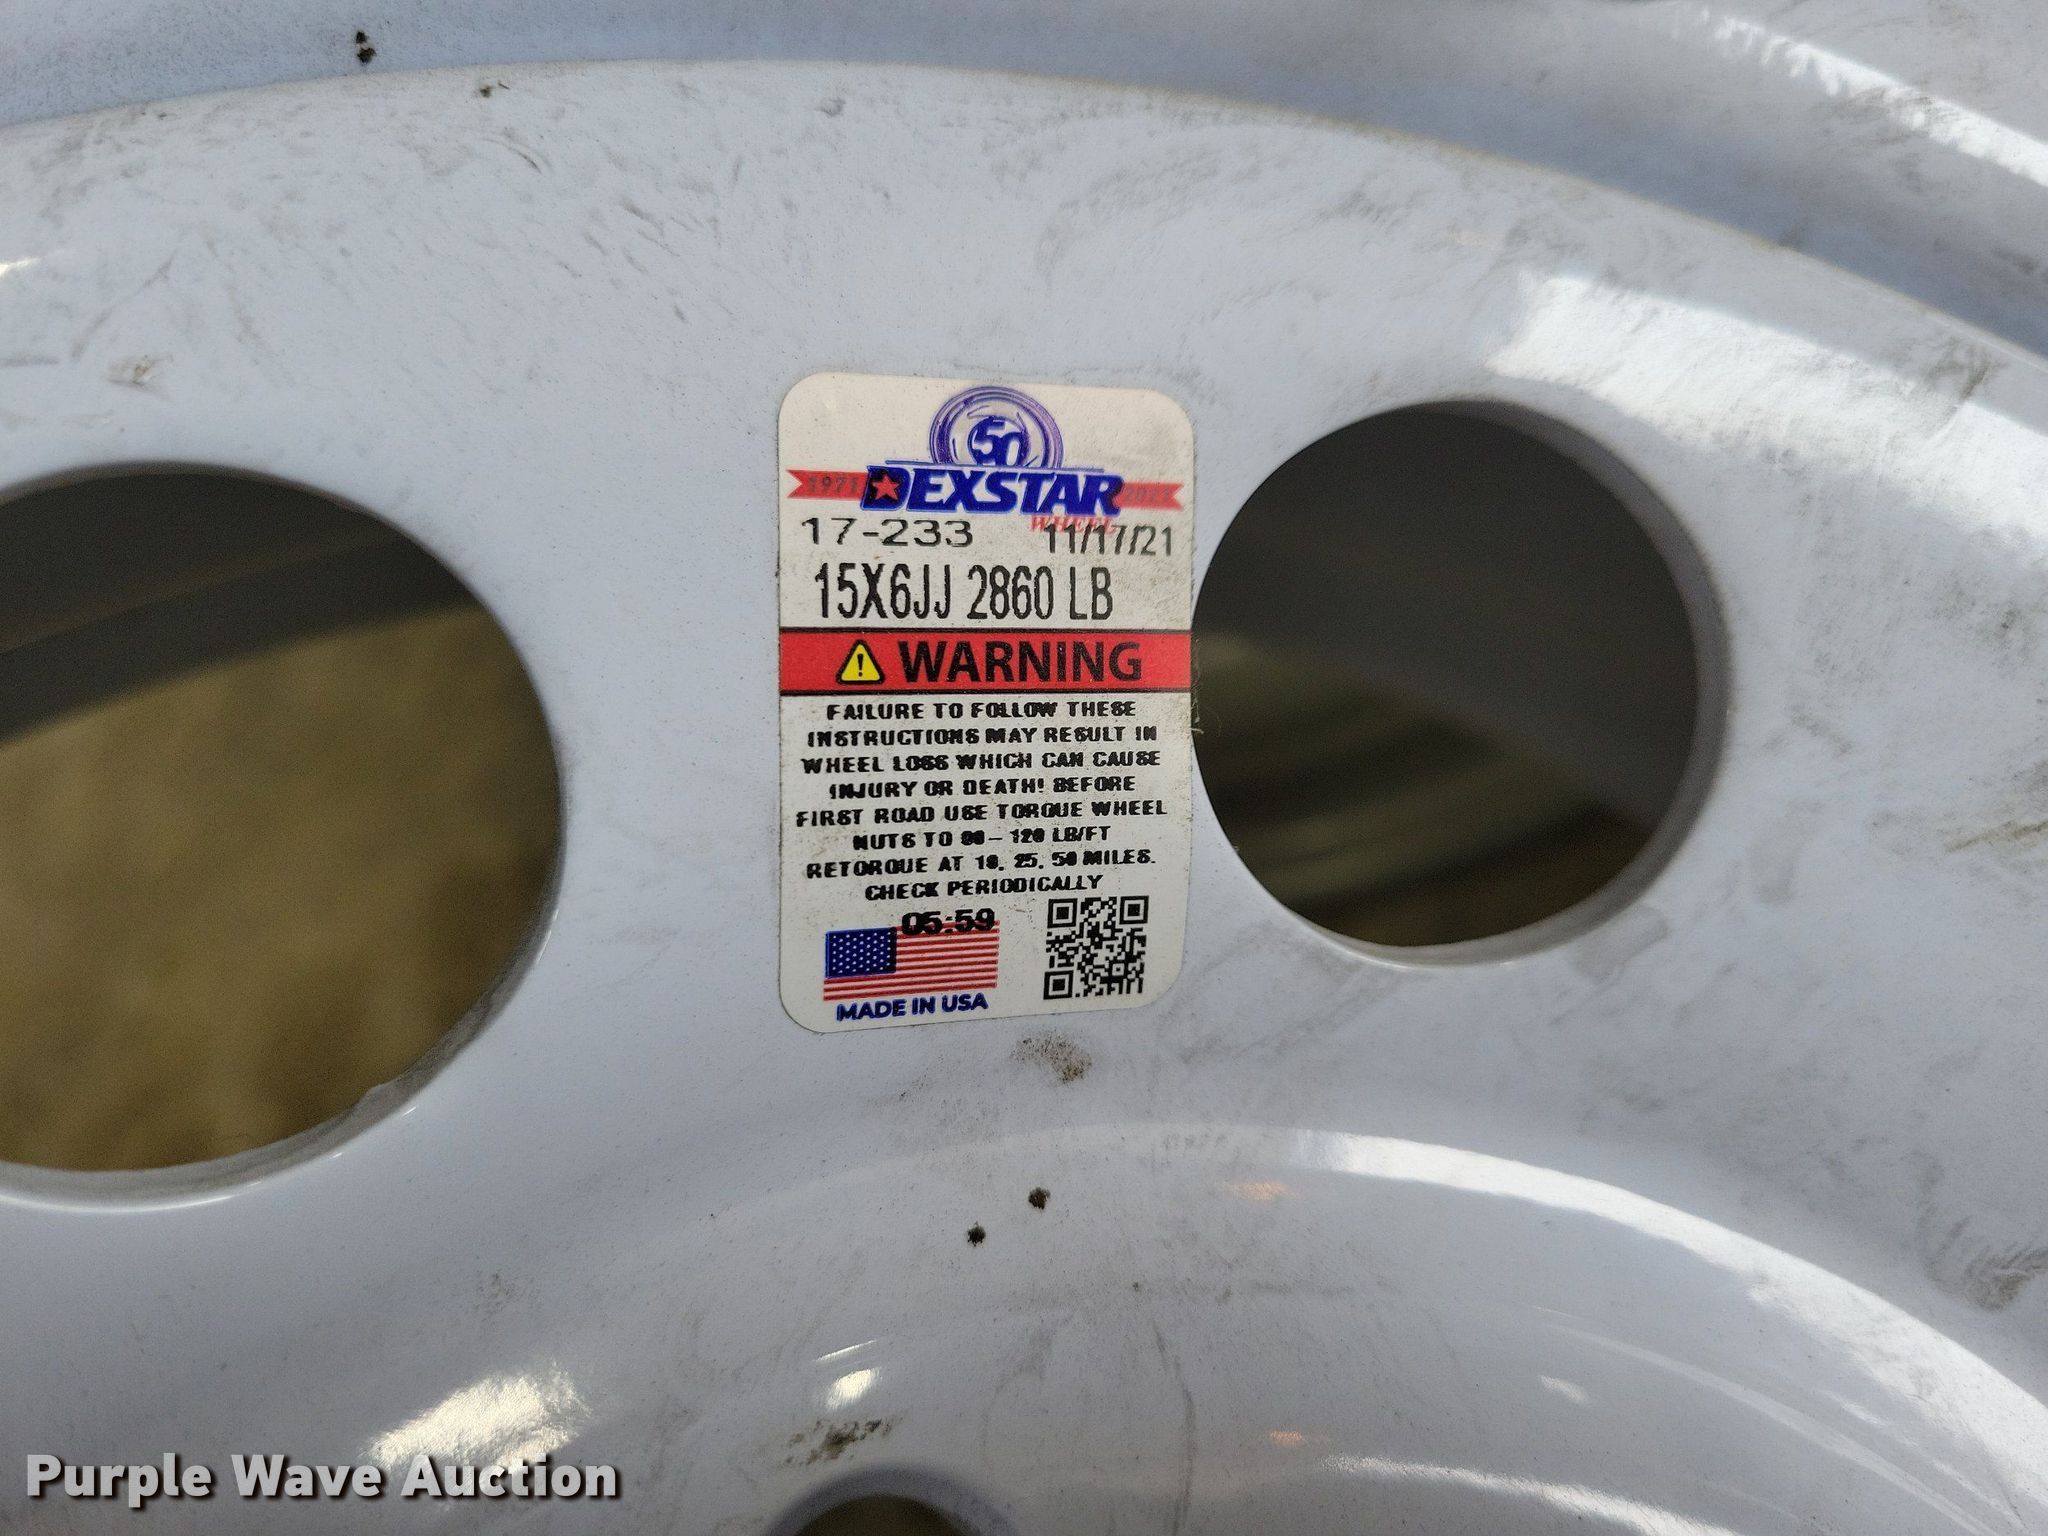 50
1971 DEXSTAR 2021
WHEEL
17-233 11/17/21
15X6JJ 2860 LB
WARNING
FAILURE TO FOLLOW THESE
INSTRUCTIONS MAY RESULT IN
WHEEL LOSS WHICH CAN CAUSE
INJURY OR DEATH! BEFORE
FIRST ROAD USE TORQUE WHEEL
NUTS TO 90 - 120 LB/FT
RETORQUE AT 10, 25, 50 MILES.
CHECK PERIODICALLY
05:59
MADE IN USA
Purple Wave Auction